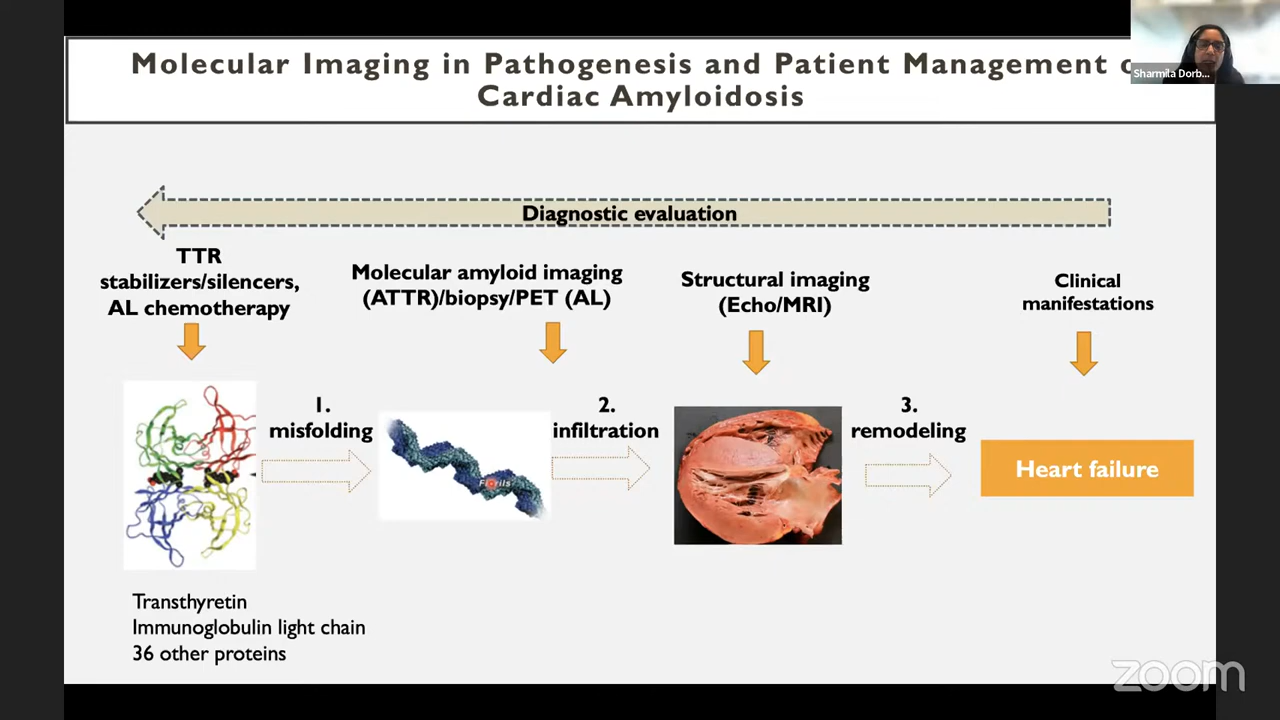 Molecular Imaging in Pathogenesis and Patient Management
Cardiac Amyloidosis
Sharmila Dorb...
Diagnostic evaluation
TTR
stabilizers/silencers,
AL chemotherapy
Molecular amyloid imaging
(ATTR)/biopsy/PET (AL)
Structural imaging
(Echo/MRI)
Clinical
manifestations
1.
misfolding
Fibrils
2.
infiltration
3.
remodeling
Heart failure
Transthyretin
Immunoglobulin light chain
36 other proteins
zoom